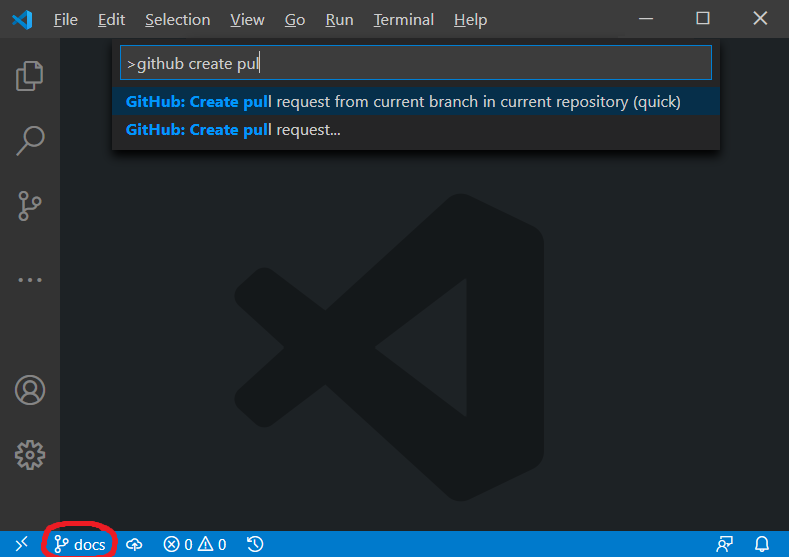 File Edit Selection View Go Run Terminal Help
>github create pul
GitHub: Create pull request from current branch in current repository (quick)
GitHub: Create pull request...
docs 0 0